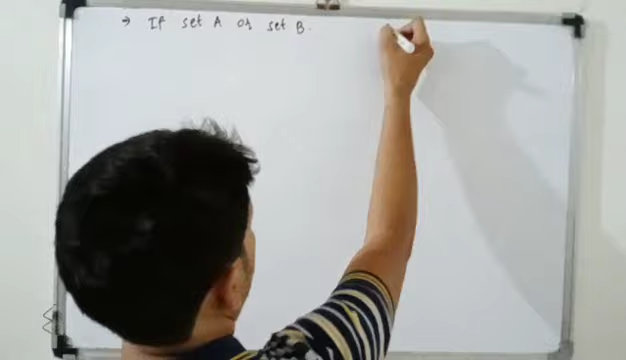 → If set A or set B.